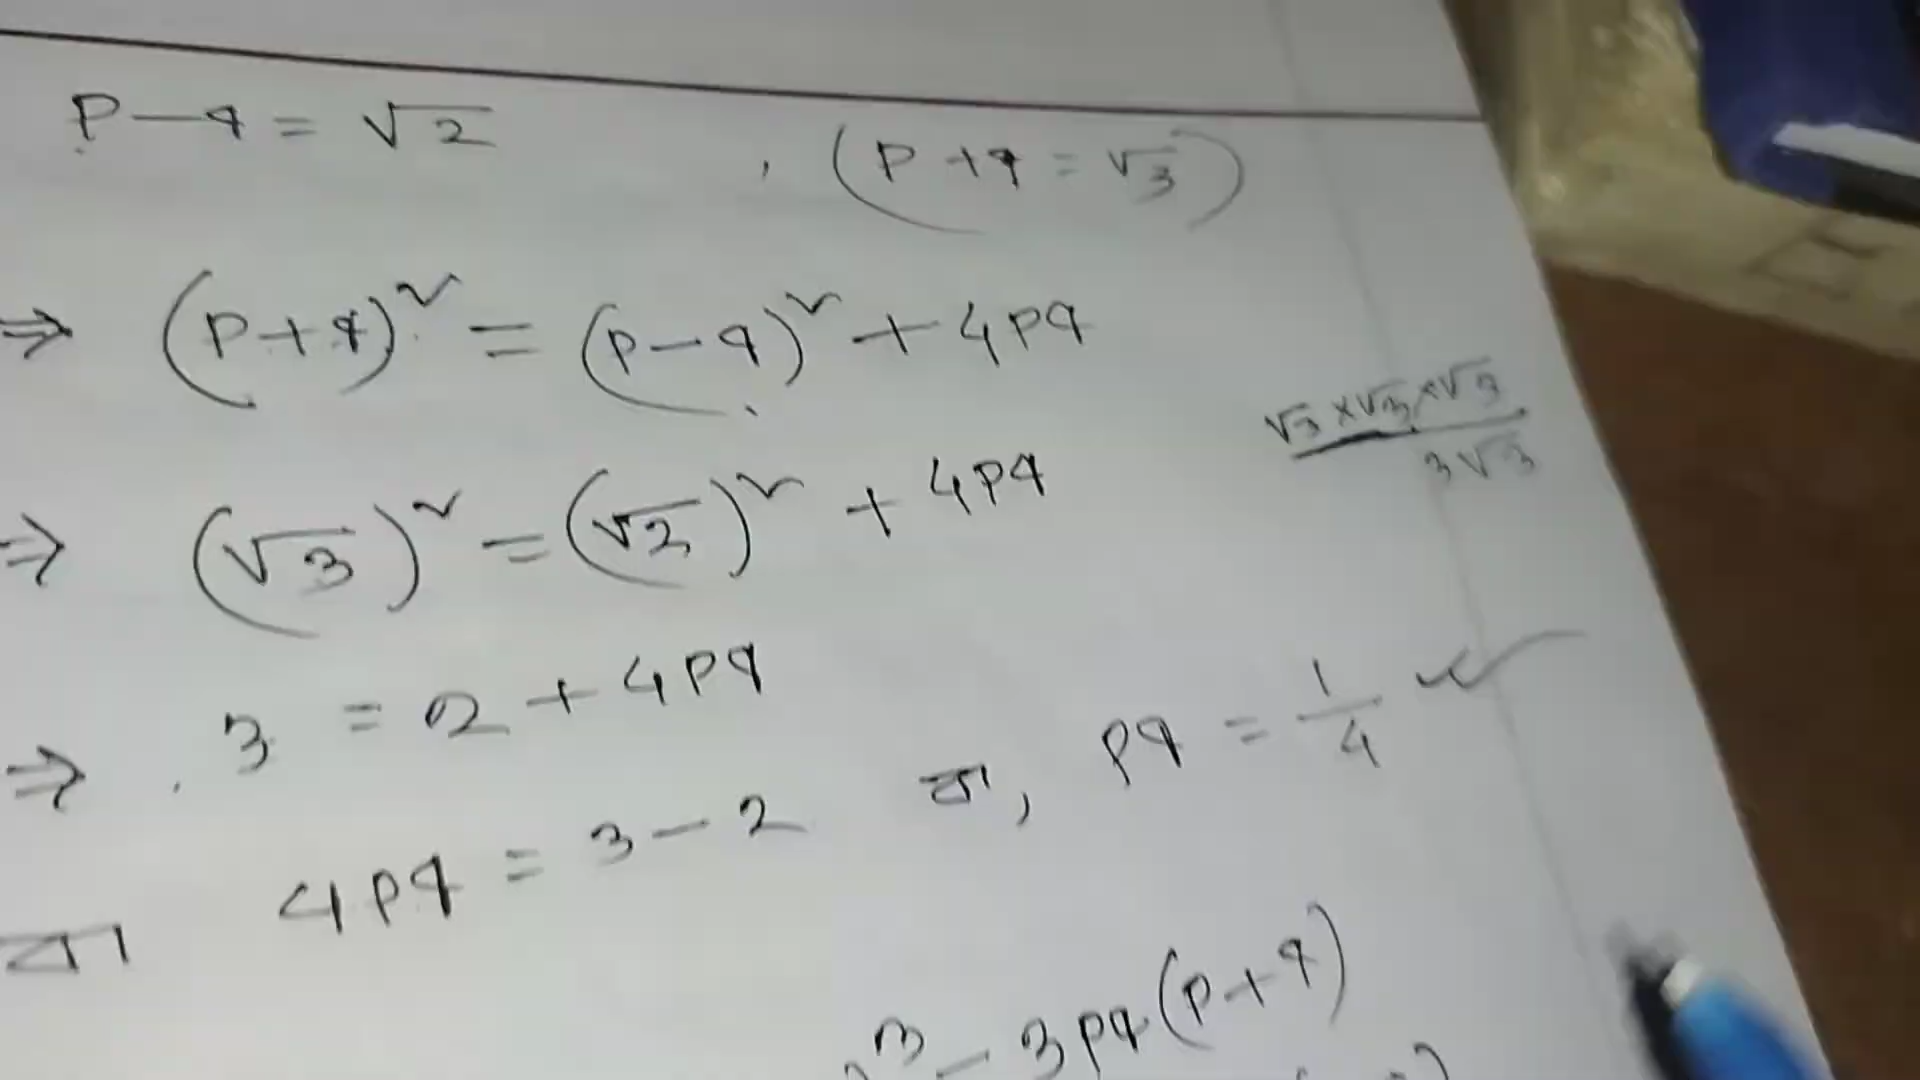 P-q = √2 , (P+q = √3)
⇒ (P+q)² = (P-q)² + 4Pq
√3×√3×√3
3√3
⇒ (√3)² = (√2)² + 4Pq
⇒ 3 = 2 + 4Pq
বা 4Pq = 3-2 বা, Pq = 1/4 ✓
³ - 3Pq(P+q)